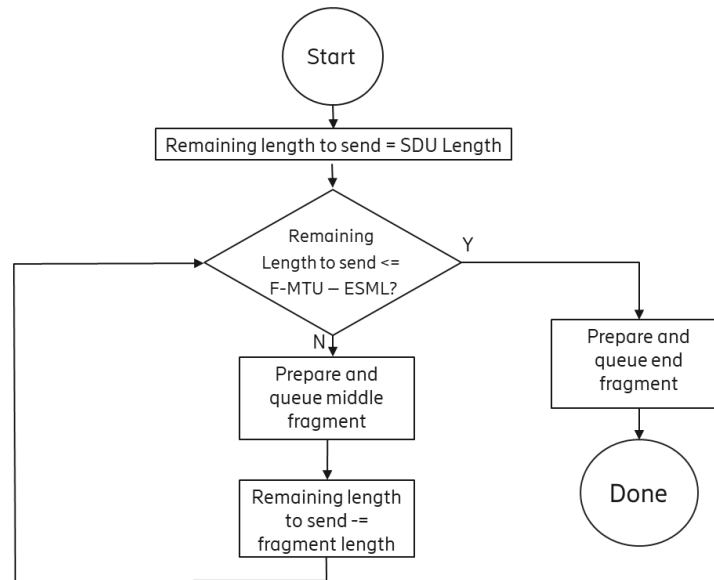 Start
Remaining length to send = SDU Length
Remaining
Length to send <=
F-MTU – ESML?
Y
N
Prepare and
queue middle
fragment
Prepare and
queue end
fragment
Remaining length
to send -=
fragment length
Done